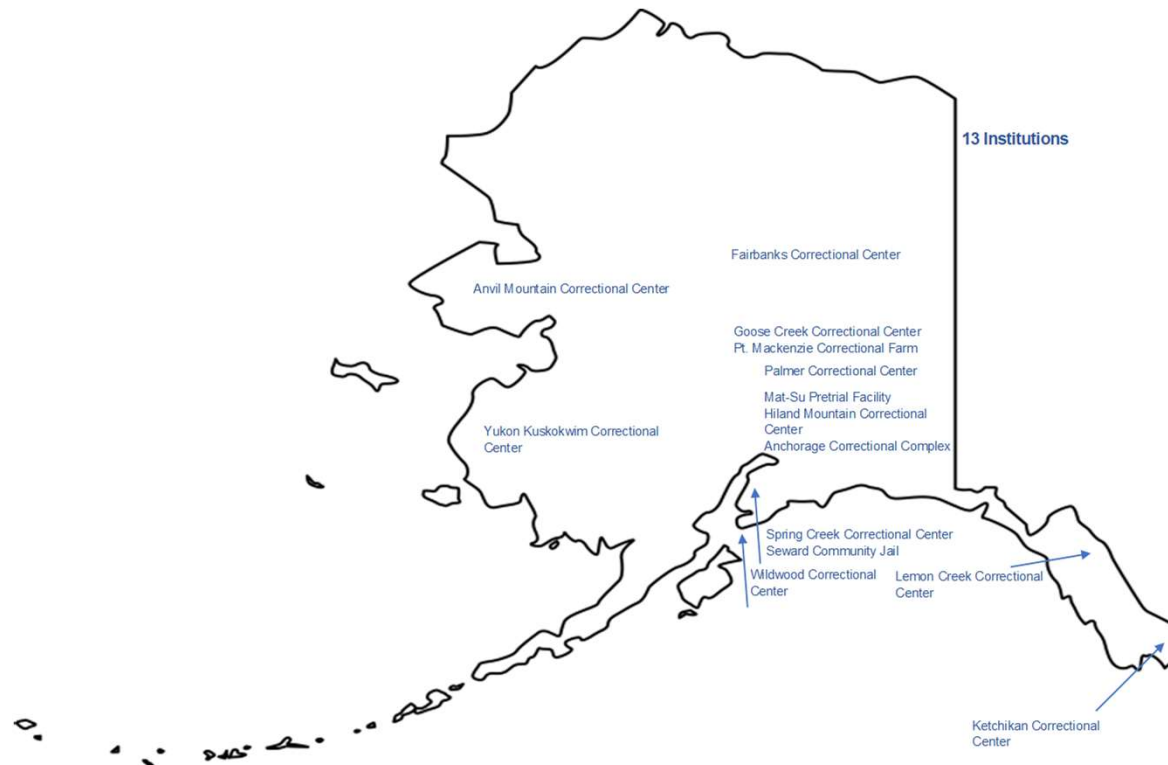 13 Institutions
Fairbanks Correctional Center
Anvil Mountain Correctional Center
Goose Creek Correctional Center
Pt. Mackenzie Correctional Farm
Palmer Correctional Center
Mat-Su Pretrial Facility
Hiland Mountain Correctional
Center
Anchorage Correctional Complex
Yukon Kuskokwim Correctional
Center
Spring Creek Correctional Center
Seward Community Jail
Wildwood Correctional
Center
Lemon Creek Correctional
Center
Ketchikan Correctional
Center